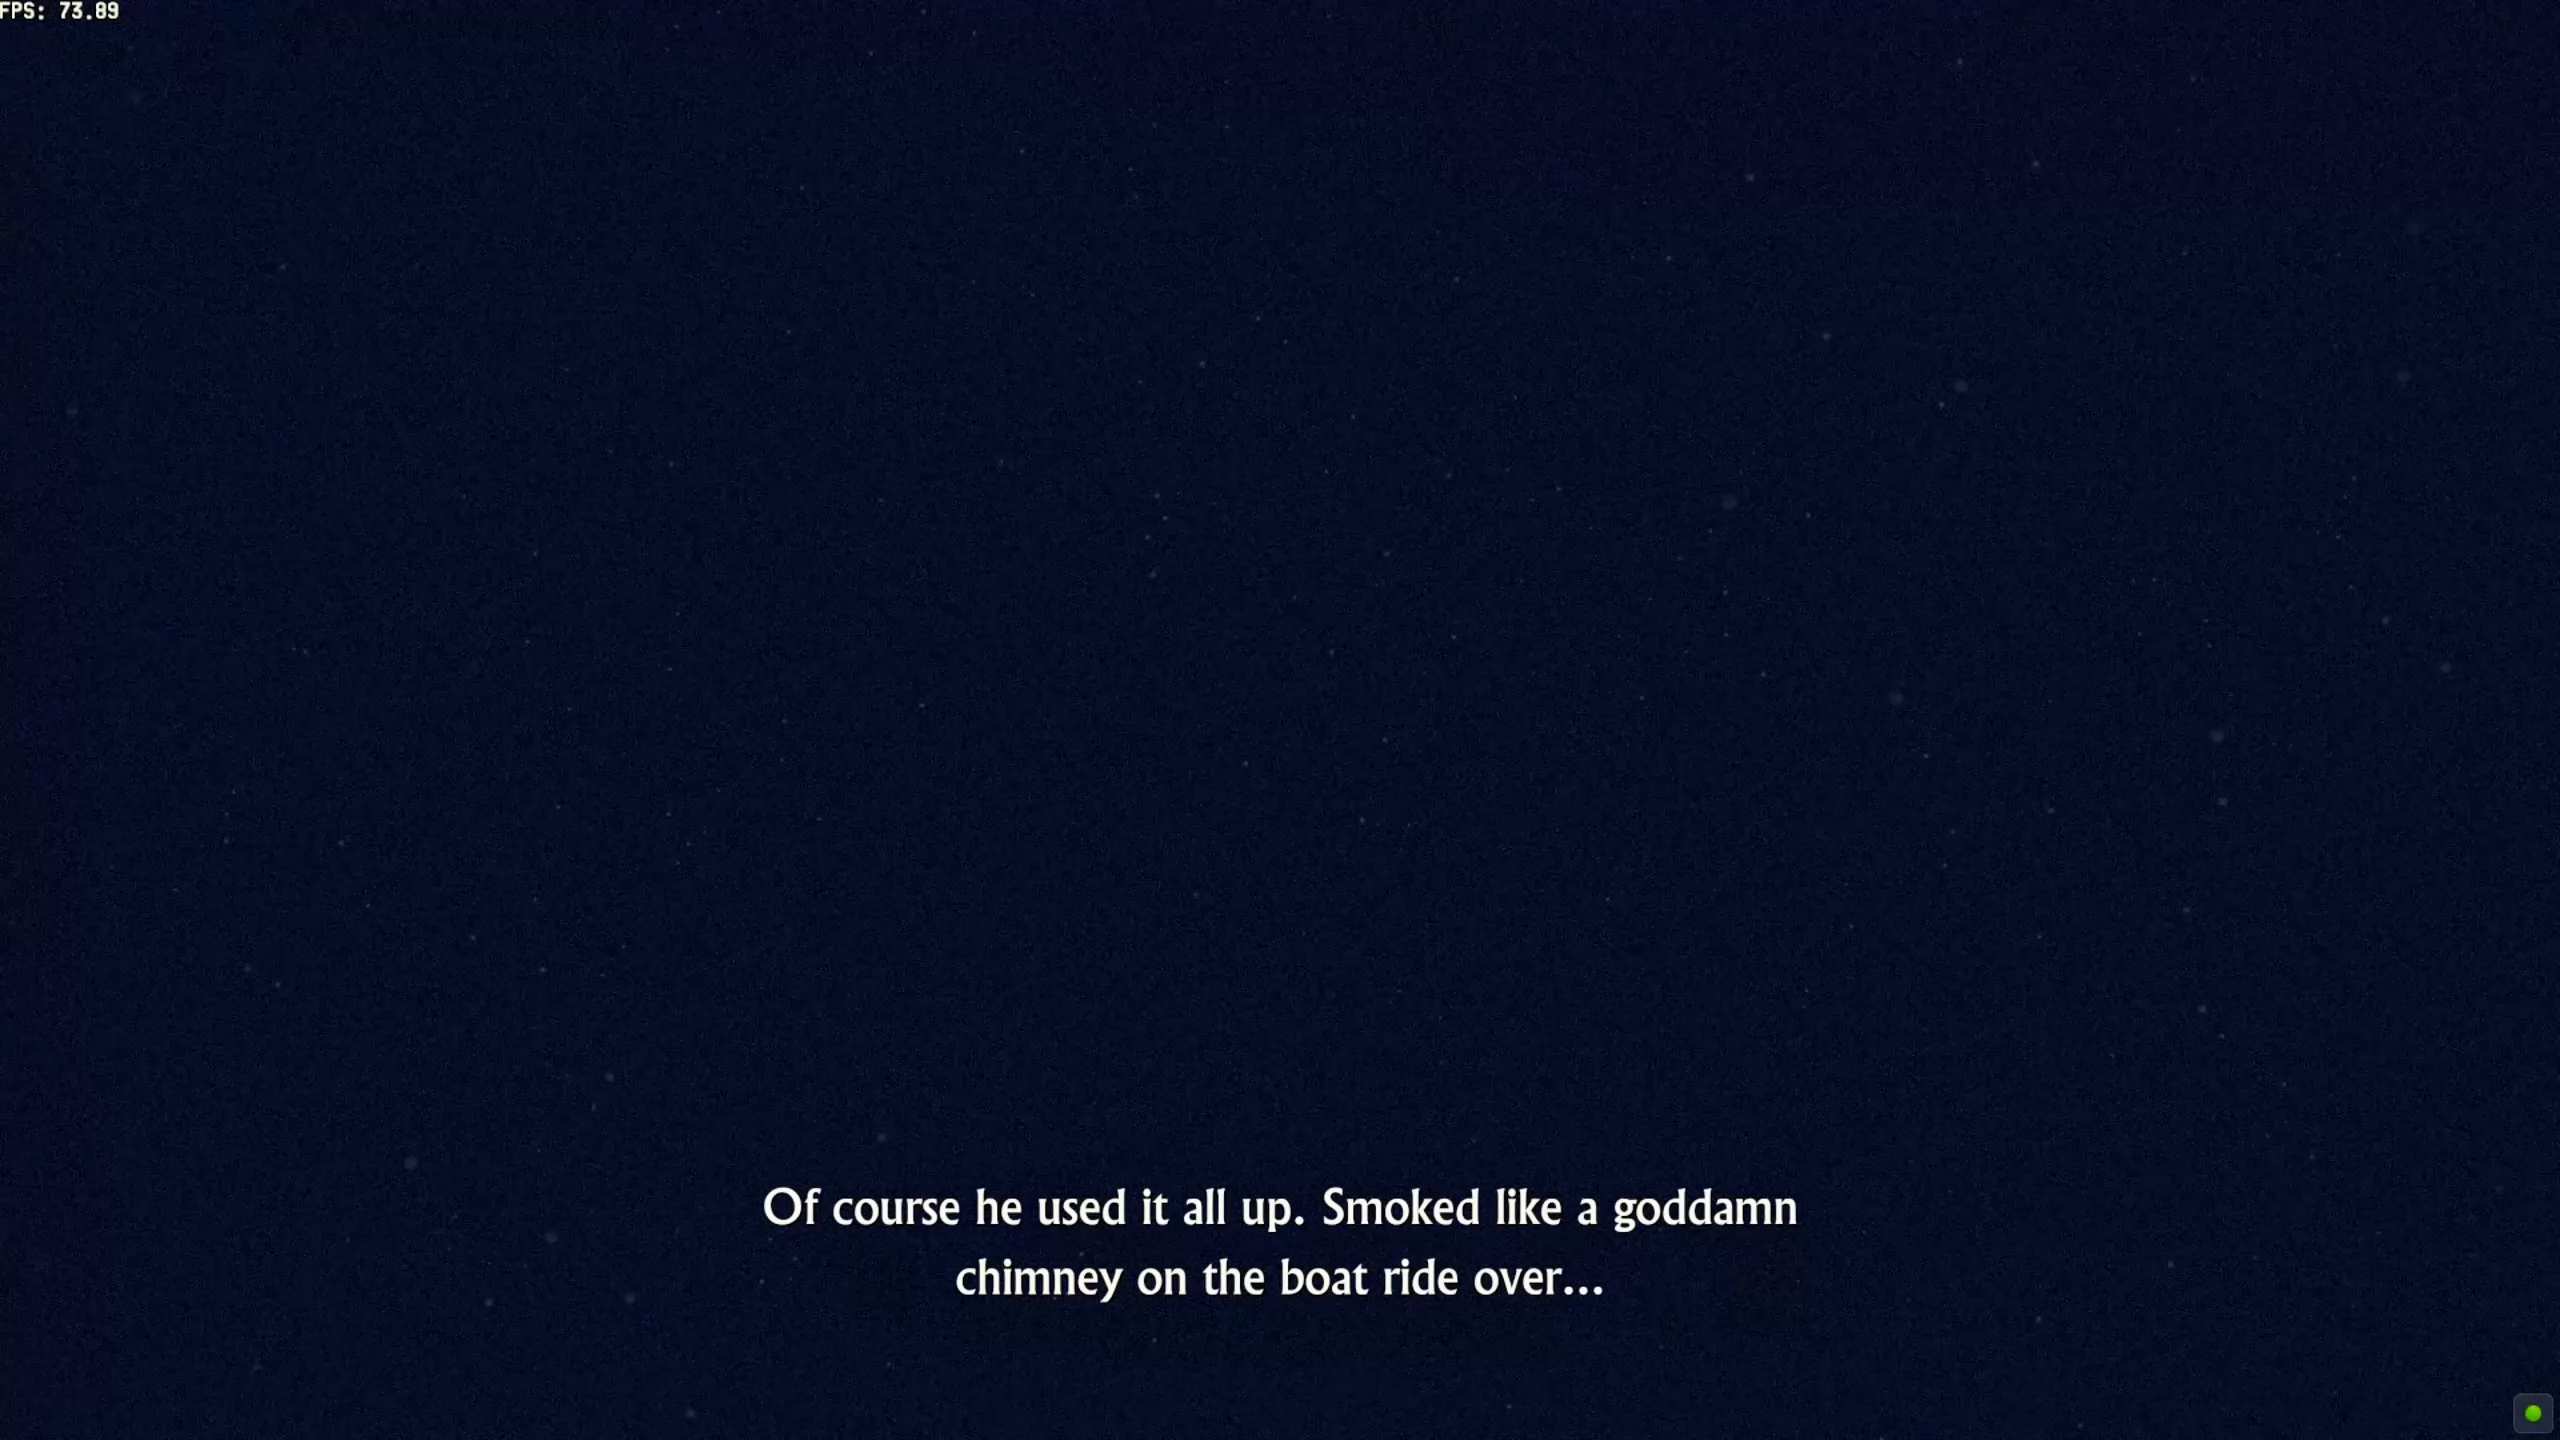 FPS: 73.89
Of course he used it all up. Smoked like a goddamn
chimney on the boat ride over...